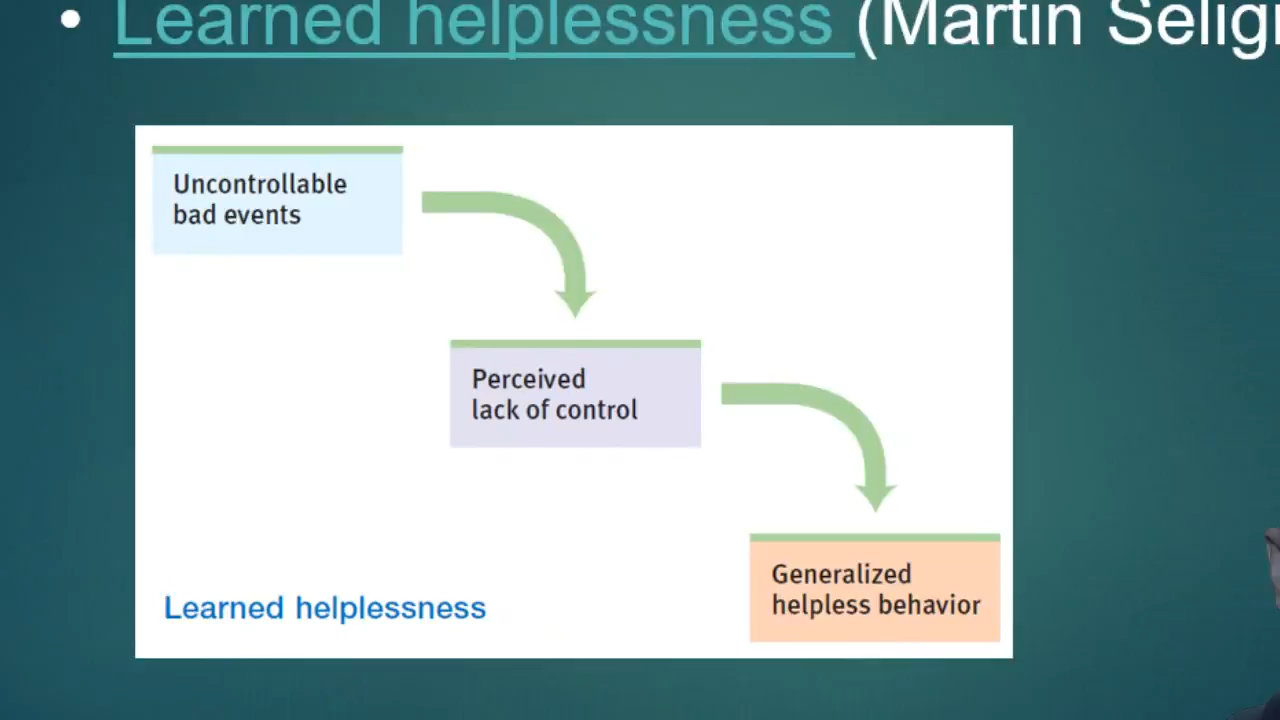 • Learned helplessness (Martin
Uncontrollable
bad events
Perceived
lack of control
Generalized
helpless behavior
Learned helplessness